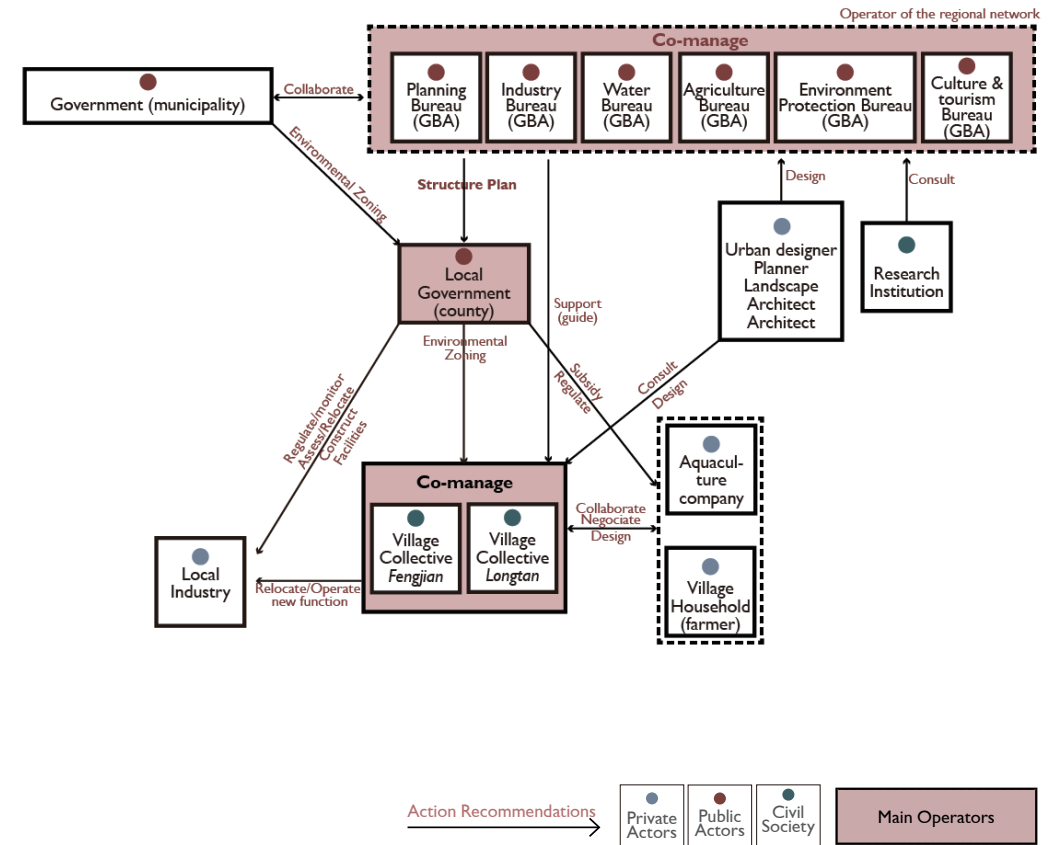 Operator of the regional network
Co-manage
Government (municipality)
Collaborate
Planning
Bureau
(GBA)
Industry
Bureau
(GBA)
Water
Bureau
(GBA)
Agriculture
Bureau
(GBA)
Environment
Protection Bureau
(GBA)
Culture &
tourism
Bureau
(GBA)
Environmental Zoning
Structure Plan
Design
Consult
Local
Government
(county)
Support
(guide)
Urban designer
Planner
Landscape
Architect
Architect
Research
Institution
Environmental
Zoning
Subsidy
Regulate
Consult
Design
Regulate/monitor
Assess/Relocate
Construct
Facilities
Co-manage
Village
Collective
Fengjian
Village
Collective
Longtan
Collaborate
Negociate
Design
Aquacul-
ture
company
Village
Household
(farmer)
Local
Industry
Relocate/Operate
new function
Action Recommendations
Private
Actors
Public
Actors
Civil
Society
Main Operators